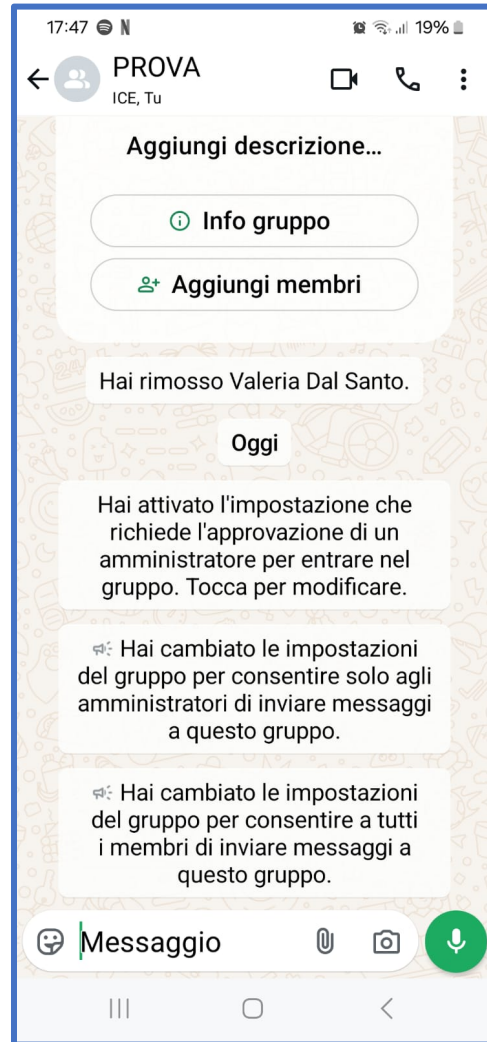 17:47 N 19%
PROVA
ICE, Tu
Aggiungi descrizione...
Info gruppo
Aggiungi membri
Hai rimosso Valeria Dal Santo.
Oggi
Hai attivato l'impostazione che
richiede l'approvazione di un
amministratore per entrare nel
gruppo. Tocca per modificare.
Hai cambiato le impostazioni
del gruppo per consentire solo agli
amministratori di inviare messaggi
a questo gruppo.
Hai cambiato le impostazioni
del gruppo per consentire a tutti
i membri di inviare messaggi a
questo gruppo.
Messaggio